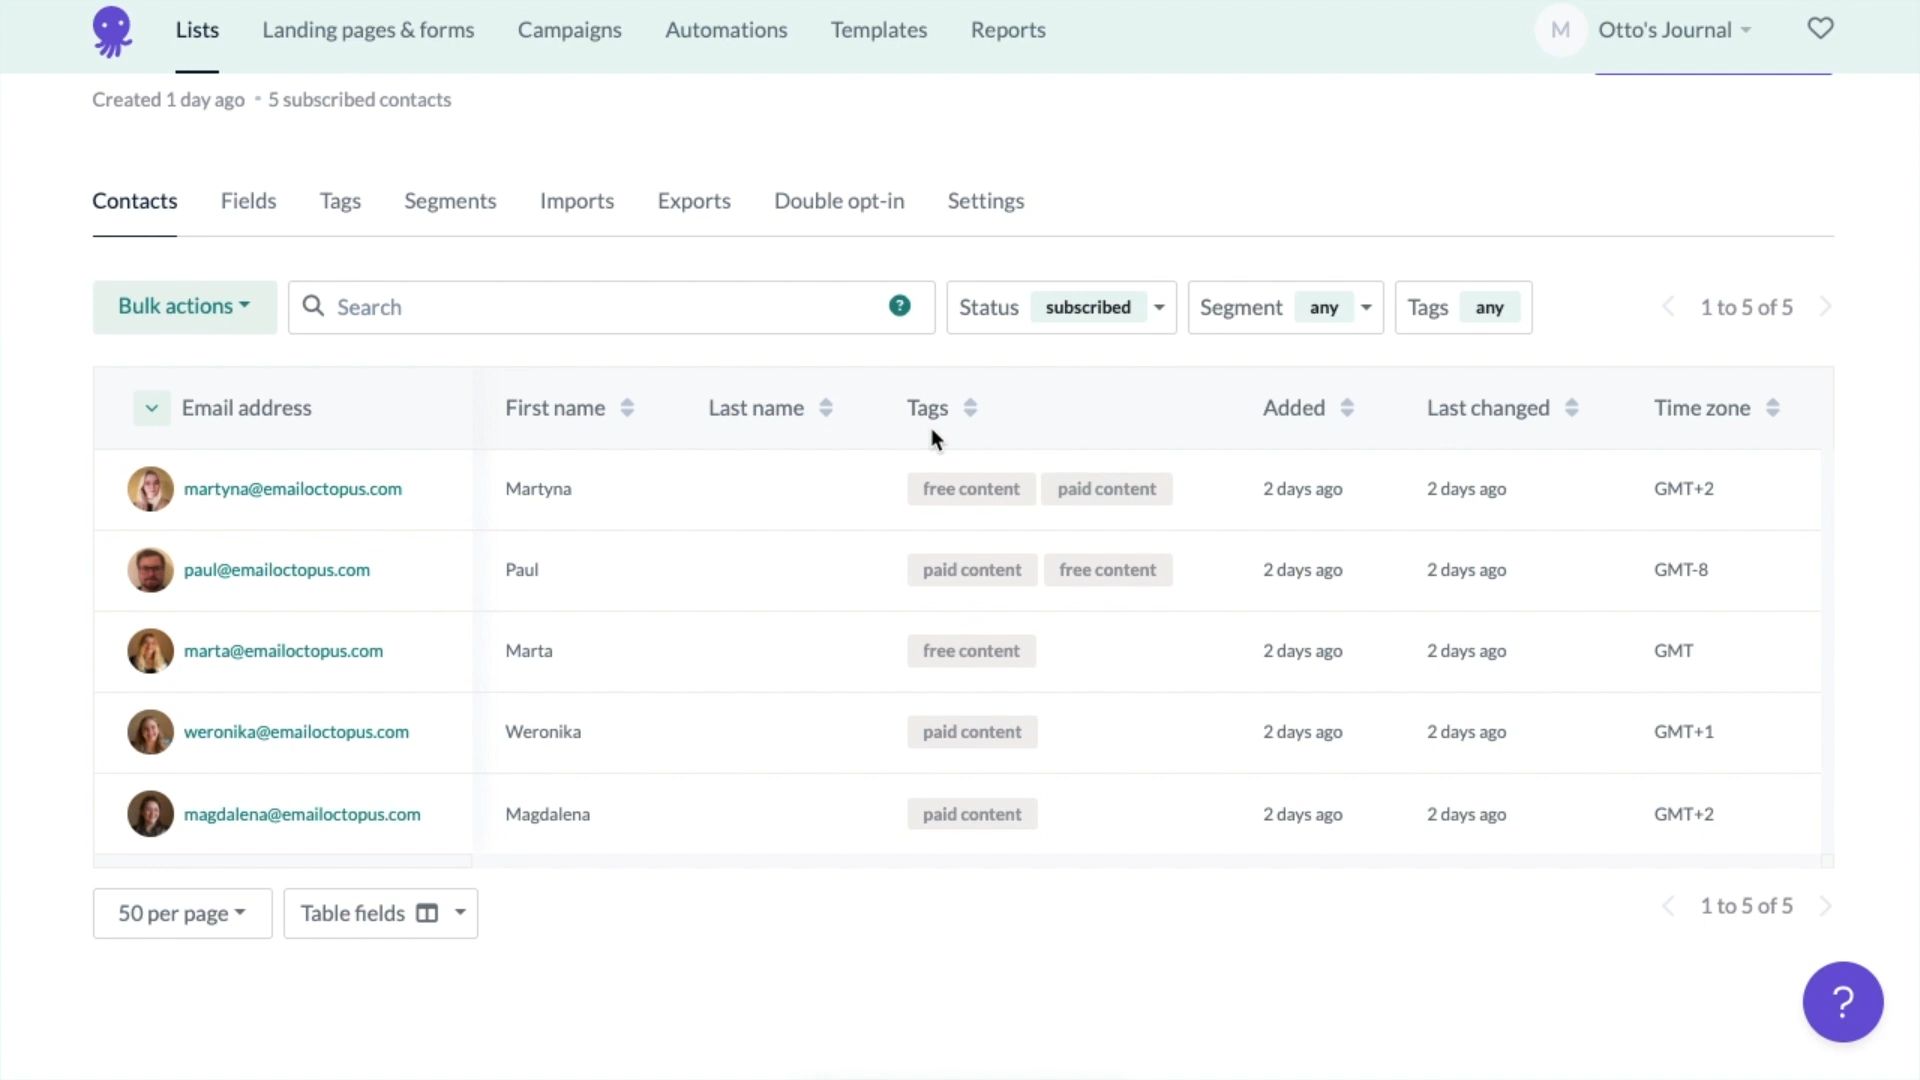 Lists Landing pages & forms Campaigns Automations Templates Reports M Otto's Journal
Created 1 day ago • 5 subscribed contacts
Contacts Fields Tags Segments Imports Exports Double opt-in Settings
Bulk actions Search ? Status subscribed Segment any Tags any 1 to 5 of 5
Email address First name Last name Tags Added Last changed Time zone
martyna@emailoctopus.com Martyna free content paid content 2 days ago 2 days ago GMT+2
paul@emailoctopus.com Paul paid content free content 2 days ago 2 days ago GMT-8
marta@emailoctopus.com Marta free content 2 days ago 2 days ago GMT
weronika@emailoctopus.com Weronika paid content 2 days ago 2 days ago GMT+1
magdalena@emailoctopus.com Magdalena paid content 2 days ago 2 days ago GMT+2
50 per page Table fields 1 to 5 of 5
?